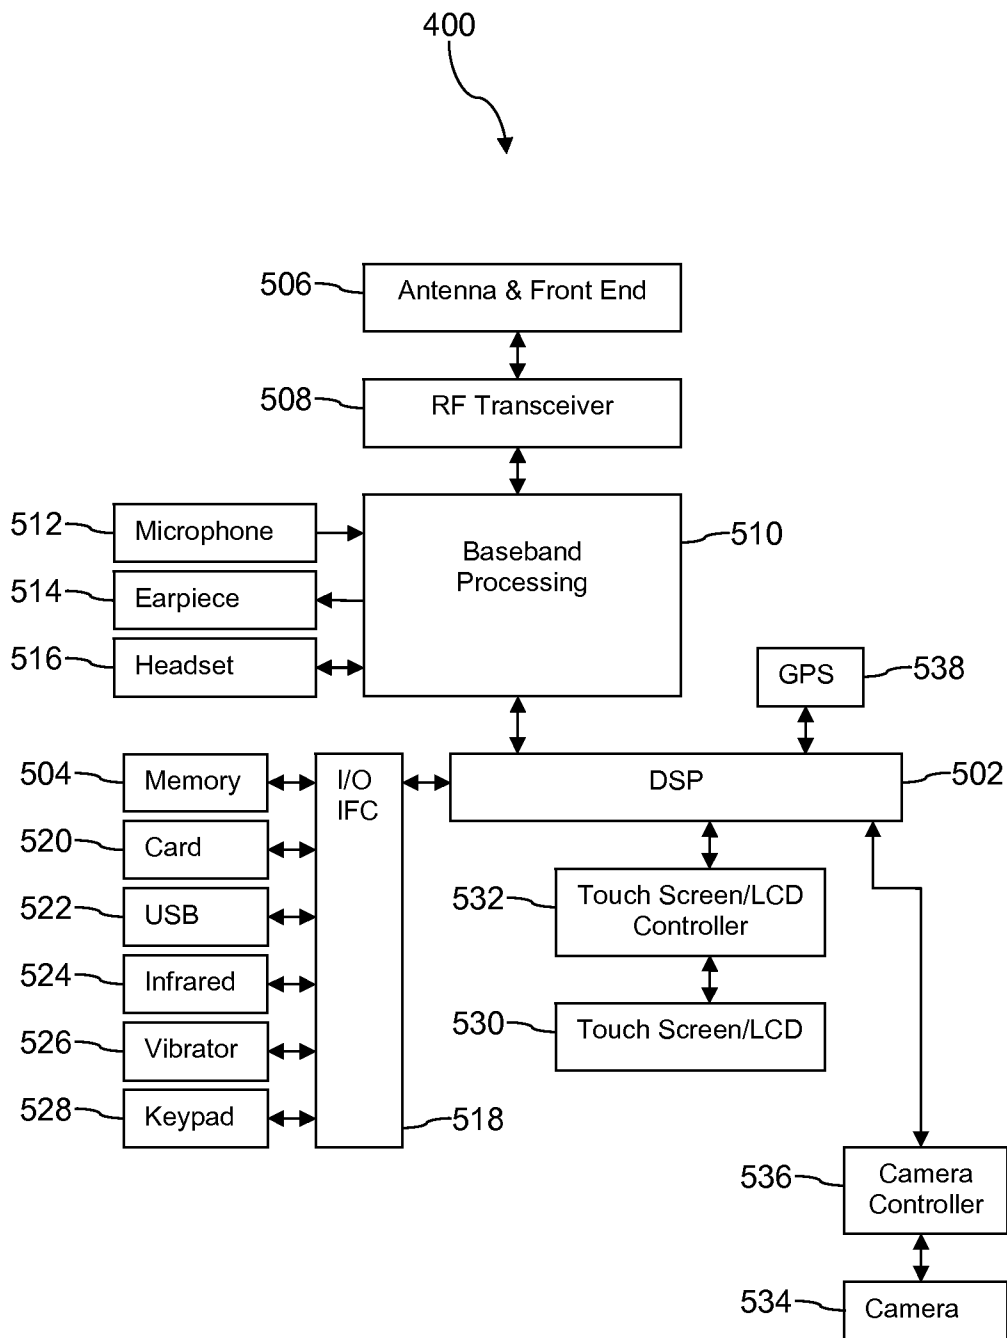 400
506
Antenna & Front End
508
RF Transceiver
512
Microphone
Baseband
Processing
510
514
Earpiece
516
Headset
GPS
538
504
Memory
I/O
IFC
DSP
502
520
Card
522
USB
532
Touch Screen/LCD
Controller
524
Infrared
530
Touch Screen/LCD
526
Vibrator
528
Keypad
518
536
Camera
Controller
534
Camera